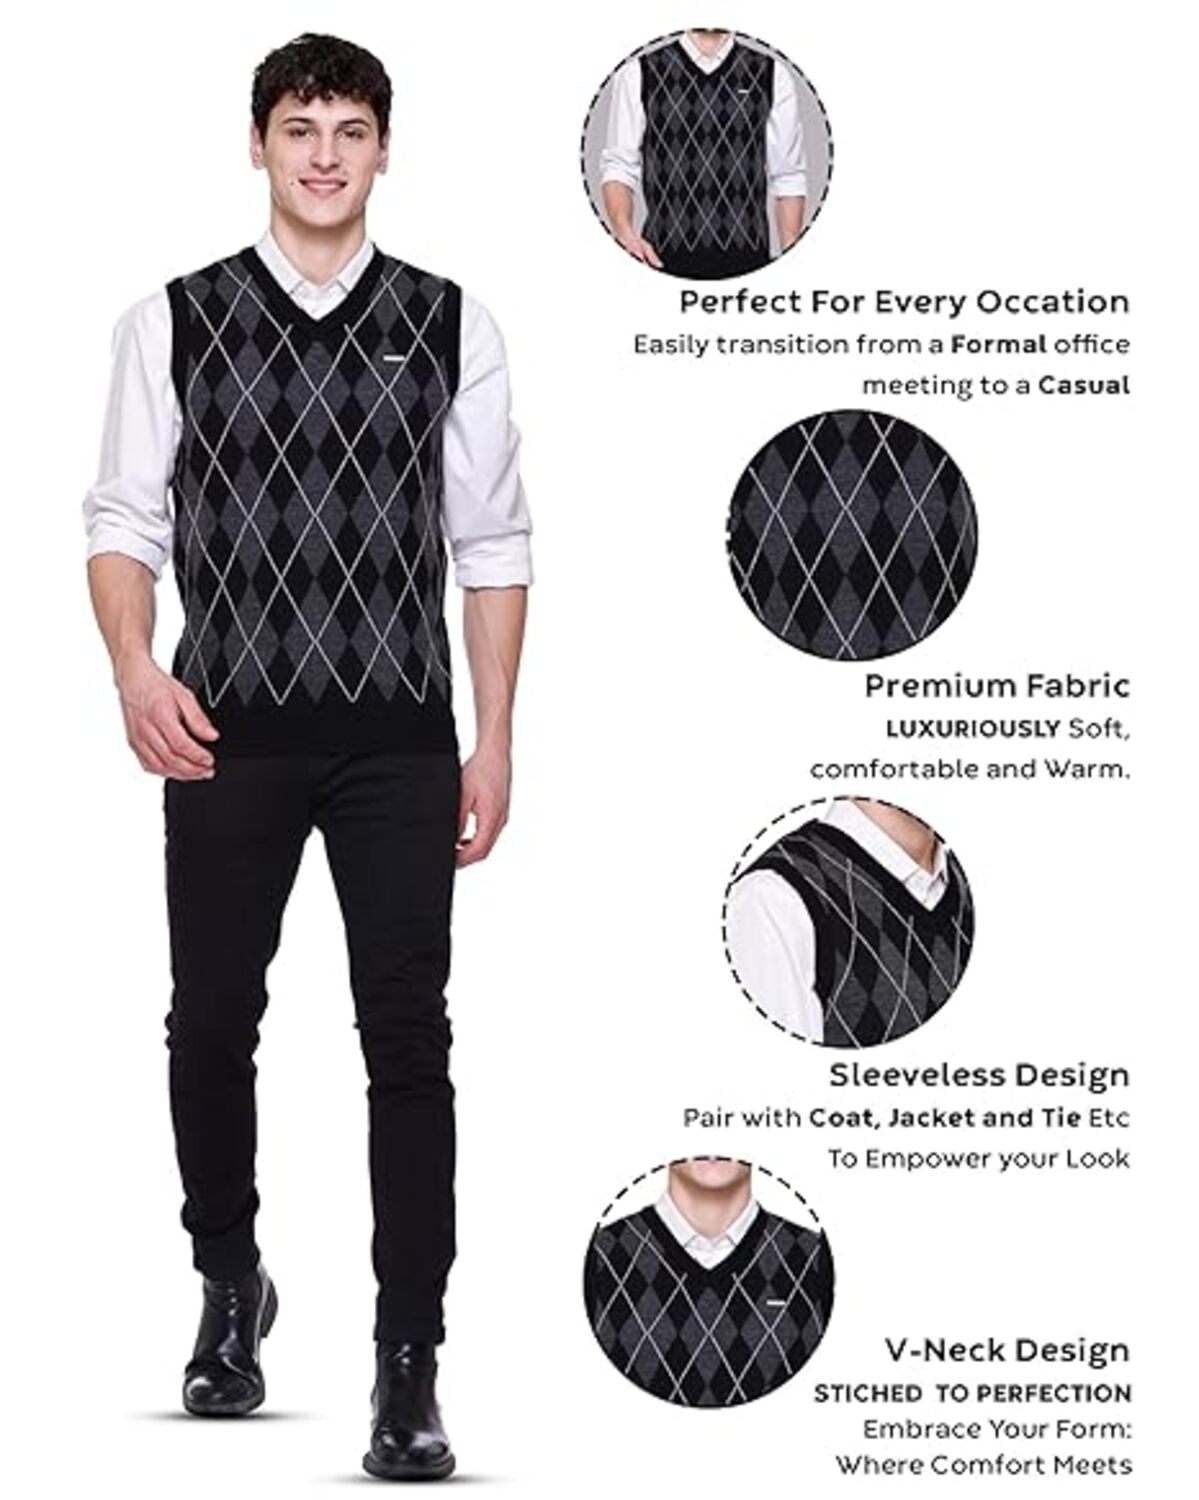 Perfect For Every Occation
Easily transition from a Formal office
meeting to a Casual
Premium Fabric
LUXURIOUSLY Soft,
comfortable and Warm.
Sleeveless Design
Pair with Coat, Jacket and Tie Etc
To Empower your Look
V-Neck Design
STICHED TO PERFECTION
Embrace Your Form:
Where Comfort Meets